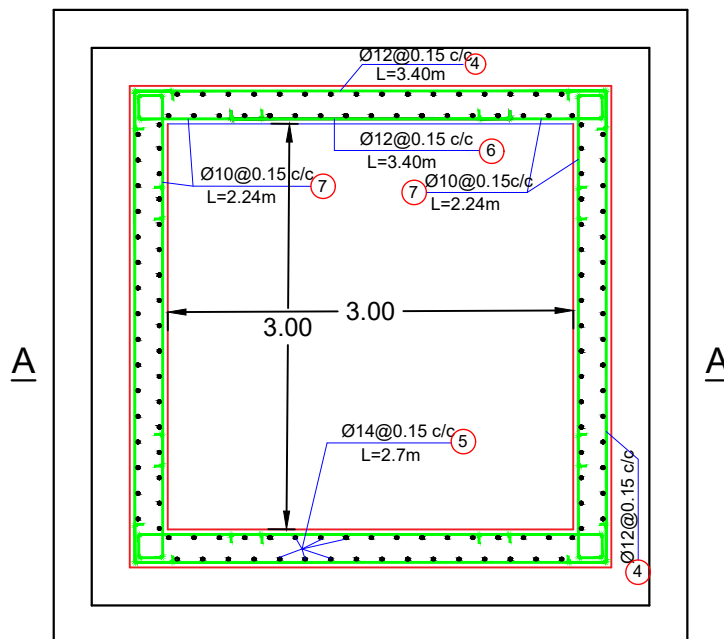 Ø12@0.15 c/c 4
L=3.40m
Ø12@0.15 c/c 6
L=3.40m
Ø10@0.15 c/c 7
L=2.24m
7 Ø10@0.15c/c
L=2.24m
3.00
3.00
A
A
Ø14@0.15 c/c 5
L=2.7m
Ø12@0.15 c/c
4